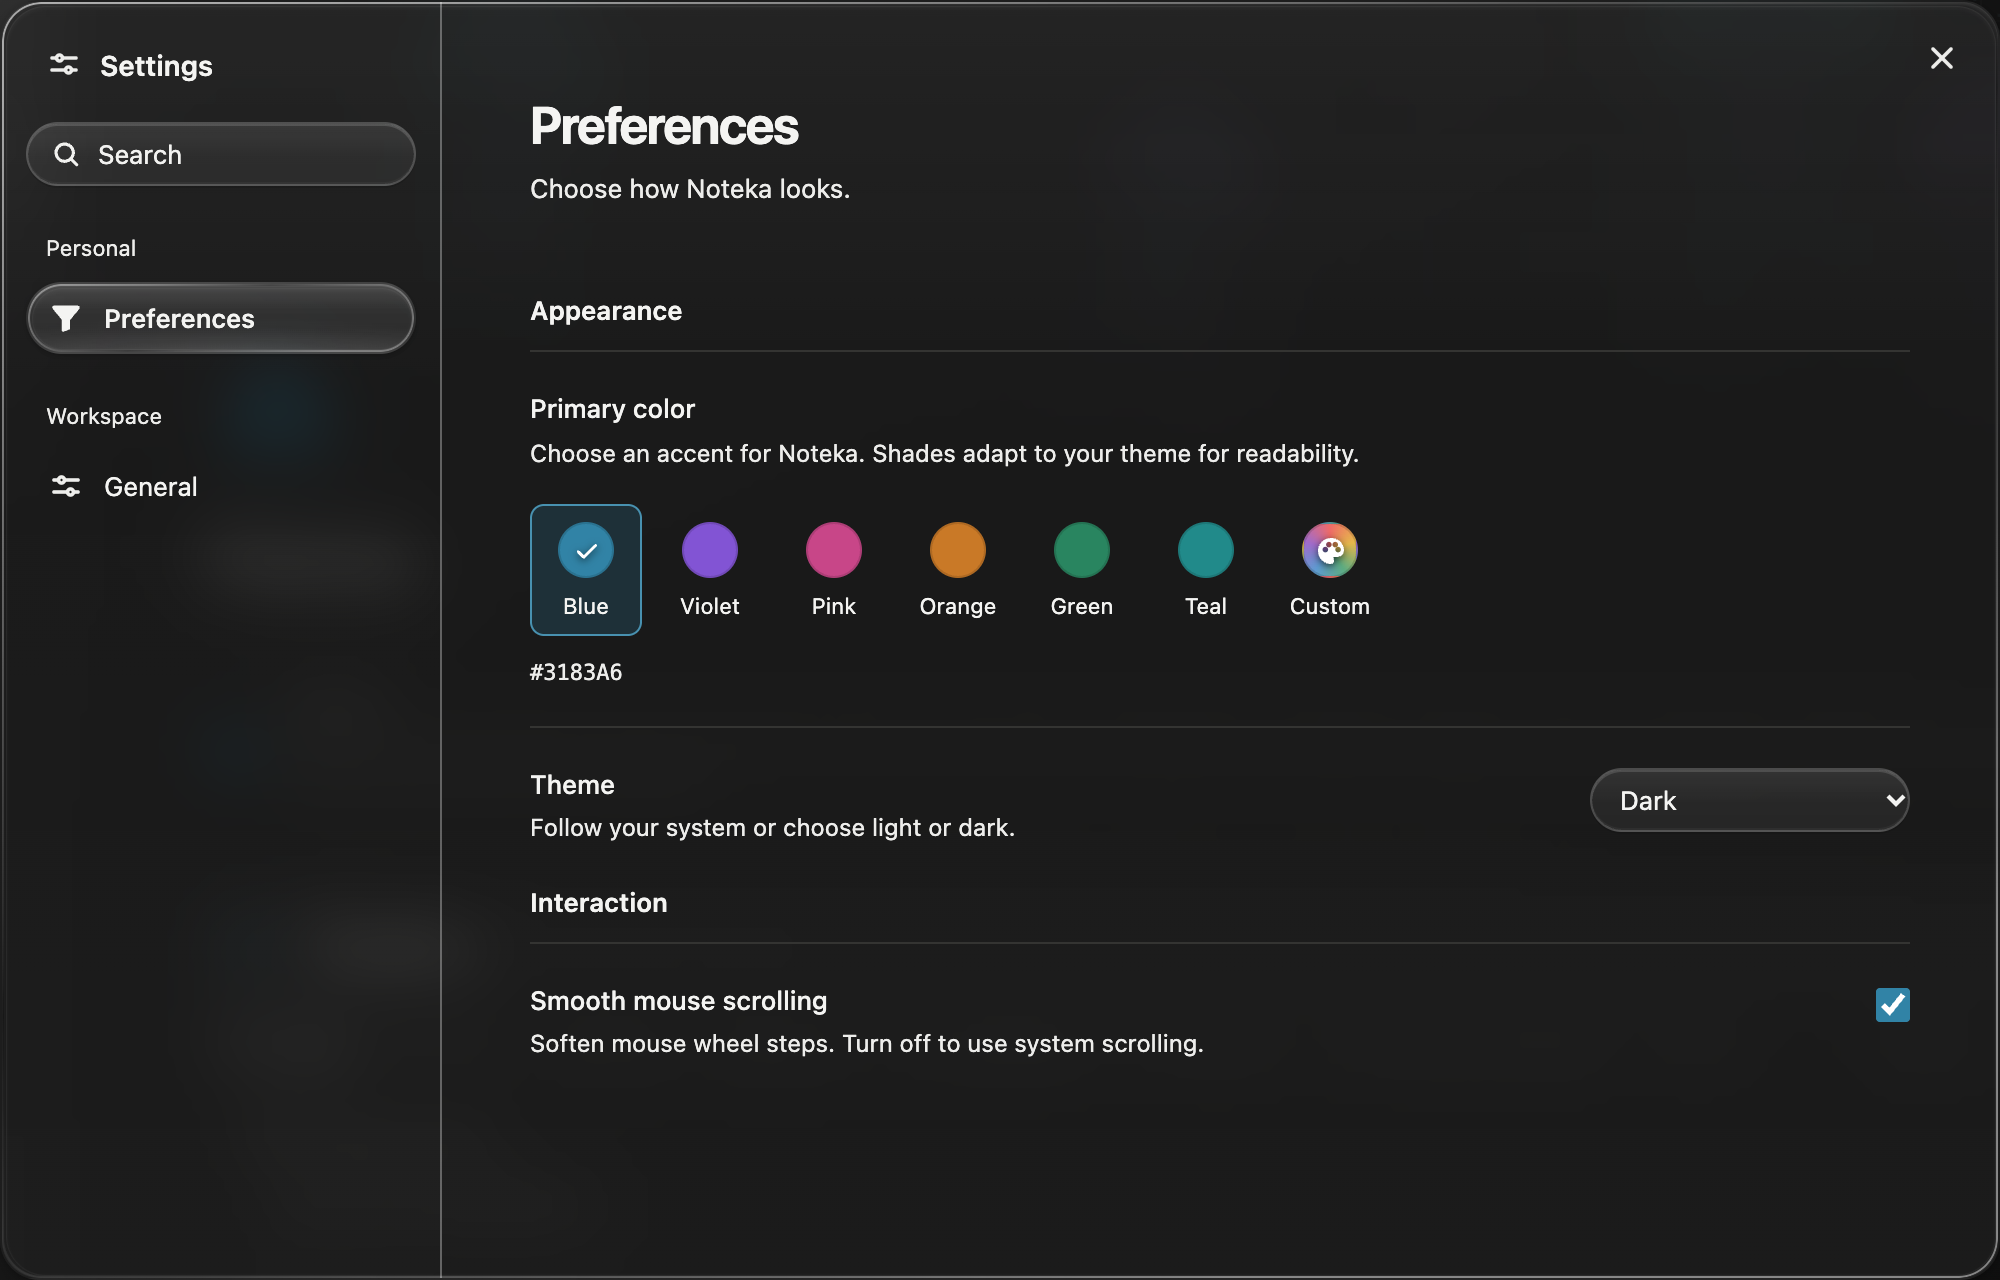 Settings
Search
Personal
Preferences
Workspace
General
Preferences
Choose how Noteka looks.
Appearance
Primary color
Choose an accent for Noteka. Shades adapt to your theme for readability.
Blue
Violet
Pink
Orange
Green
Teal
Custom
#3183A6
Theme
Follow your system or choose light or dark.
Dark
Interaction
Smooth mouse scrolling
Soften mouse wheel steps. Turn off to use system scrolling.